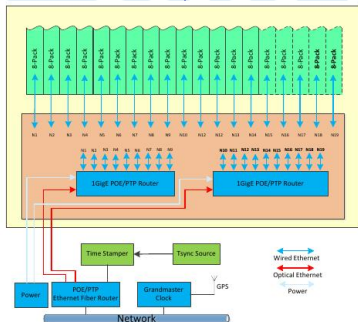 8-Pack 8-Pack 8-Pack 8-Pack 8-Pack 8-Pack 8-Pack 8-Pack 8-Pack 8-Pack 8-Pack 8-Pack 8-Pack 8-Pack 8-Pack 8-Pack 8-Pack 8-Pack 8-Pack
N1 N2 N3 N4 N5 N6 N7 N8 N9 N10 N12 N12 N13 N14 N15 N16 N17 N18 N19
N1 N2 N3 N4 N5 N6 N7 N8 N9
N10 N11 N12 N13 N14 N15 N16 N17 N18 N19
1GigE POE/PTP Router
1GigE POE/PTP Router
Time Stamper
Tsync Source
Wired Ethernet
Optical Ethernet
Power
Power
POE/PTP
Ethernet Fiber Router
Grandmaster
Clock
GPS
Network